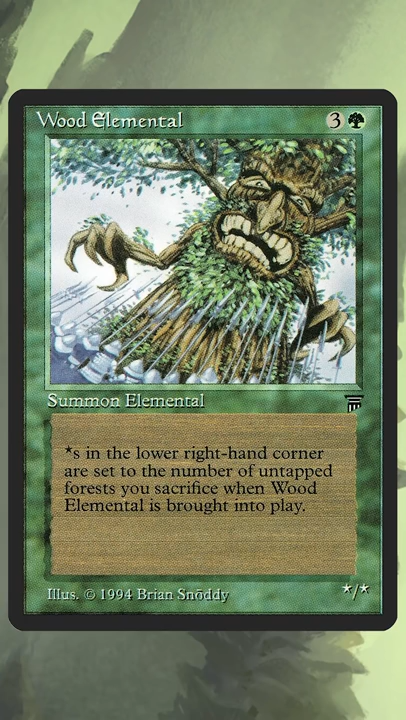 Wood Elemental 3
Summon Elemental
*s in the lower right-hand corner
are set to the number of untapped
forests you sacrifice when Wood
Elemental is brought into play.
Illus. © 1994 Brian Snōddy
*/*